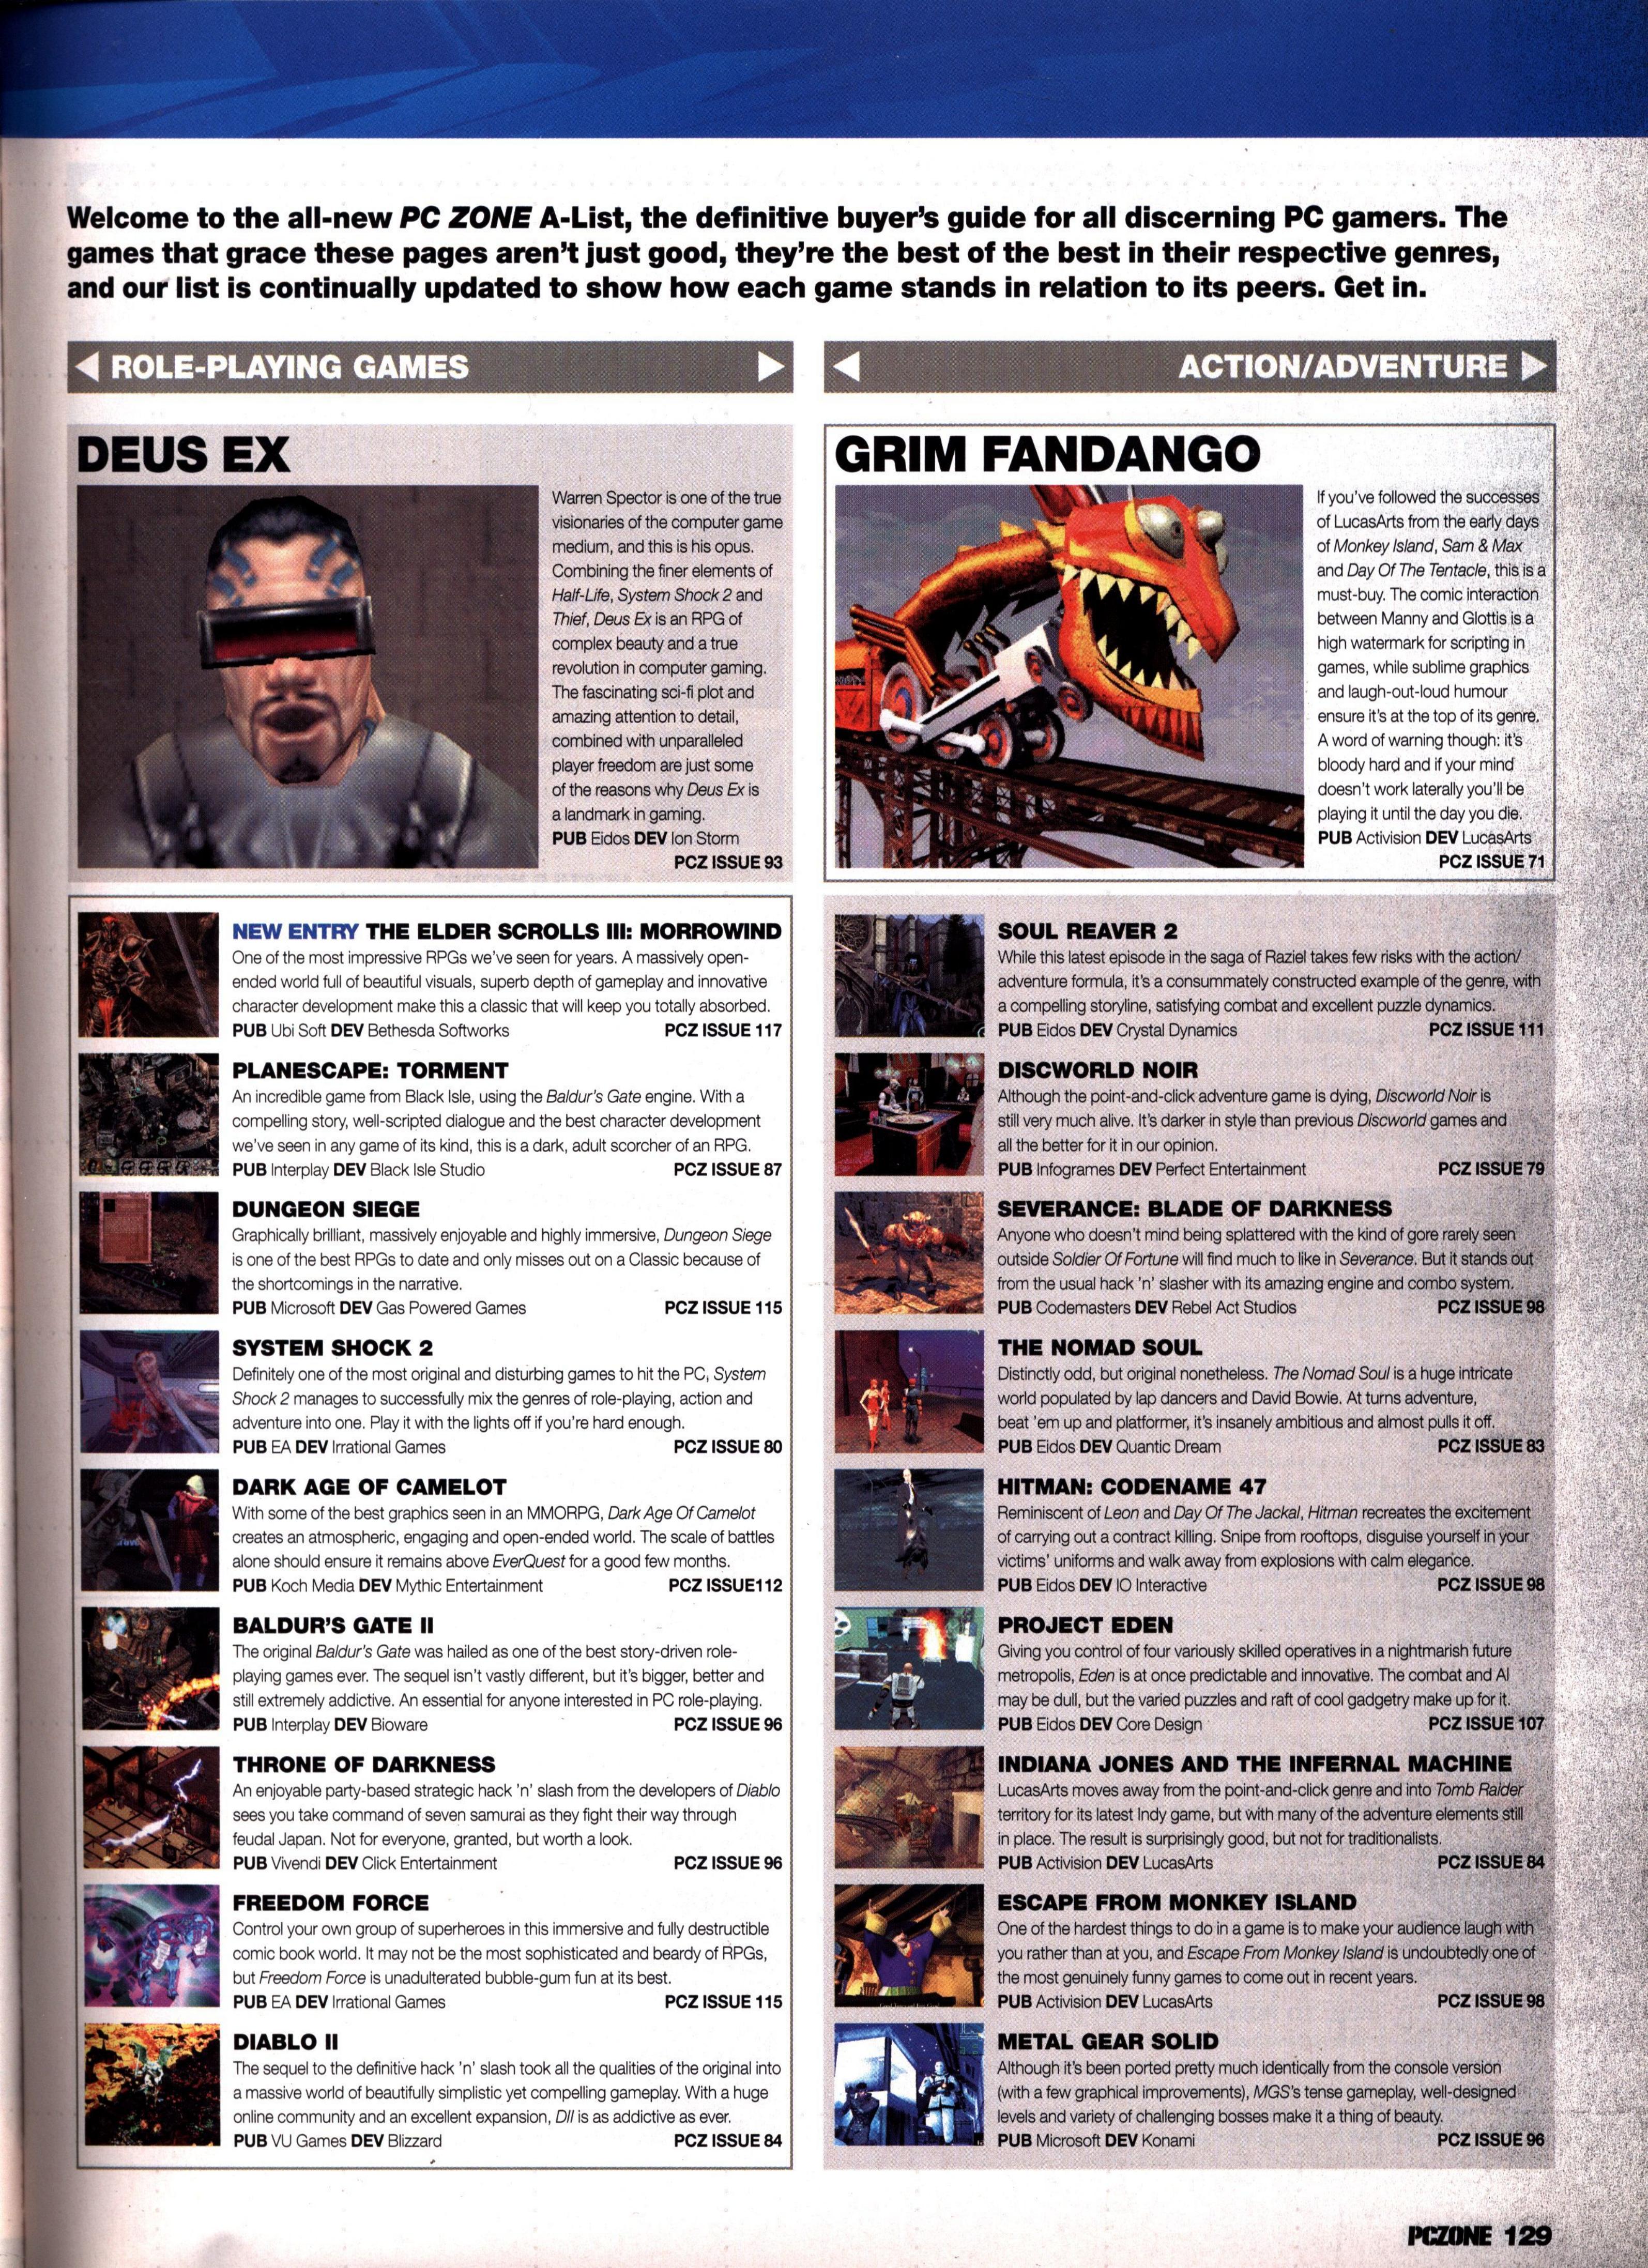 Welcome to the all-new PC ZONE A-List, the definitive buyer's guide for all discerning PC gamers. The
games that grace these pages aren't just good, they're the best of the best in their respective genres,
and our list is continually updated to show how each game stands in relation to its peers. Get in.
ROLE-PLAYING GAMES
DEUS EX
Warren Spector is one of the true
visionaries of the computer game
medium, and this is his opus.
Combining the finer elements of
Half-Life, System Shock 2 and
Thief, Deus Ex is an RPG of
complex beauty and a true
revolution in computer gaming.
The fascinating sci-fi plot and
amazing attention to detail,
combined with unparalleled
player freedom are just some
of the reasons why Deus Ex is
a landmark in gaming.
PUB Eidos DEV Ion Storm
PCZ ISSUE 93
NEW ENTRY THE ELDER SCROLLS III: MORROWIND
One of the most impressive RPGs we've seen for years. A massively open-
ended world full of beautiful visuals, superb depth of gameplay and innovative
character development make this a classic that will keep you totally absorbed.
PUB Ubi Soft DEV Bethesda Softworks PCZ ISSUE 117
PLANESCAPE: TORMENT
An incredible game from Black Isle, using the Baldur's Gate engine. With a
compelling story, well-scripted dialogue and the best character development
we've seen in any game of its kind, this is a dark, adult scorcher of an RPG.
PUB Interplay DEV Black Isle Studio PCZ ISSUE 87
DUNGEON SIEGE
Graphically brilliant, massively enjoyable and highly immersive, Dungeon Siege
is one of the best RPGs to date and only misses out on a Classic because of
the shortcomings in the narrative.
PUB Microsoft DEV Gas Powered Games PCZ ISSUE 115
SYSTEM SHOCK 2
Definitely one of the most original and disturbing games to hit the PC, System
Shock 2 manages to successfully mix the genres of role-playing, action and
adventure into one. Play it with the lights off if you're hard enough.
PUB EA DEV Irrational Games PCZ ISSUE 80
DARK AGE OF CAMELOT
With some of the best graphics seen in an MMORPG, Dark Age Of Camelot
creates an atmospheric, engaging and open-ended world. The scale of battles
alone should ensure it remains above EverQuest for a good few months.
PUB Koch Media DEV Mythic Entertainment PCZ ISSUE112
BALDUR'S GATE II
The original Baldur's Gate was hailed as one of the best story-driven role-
playing games ever. The sequel isn't vastly different, but it's bigger, better and
still extremely addictive. An essential for anyone interested in PC role-playing.
PUB Interplay DEV Bioware PCZ ISSUE 96
THRONE OF DARKNESS
An enjoyable party-based strategic hack 'n' slash from the developers of Diablo
sees you take command of seven samurai as they fight their way through
feudal Japan. Not for everyone, granted, but worth a look.
PUB Vivendi DEV Click Entertainment PCZ ISSUE 96
FREEDOM FORCE
Control your own group of superheroes in this immersive and fully destructible
comic book world. It may not be the most sophisticated and beardy of RPGs,
but Freedom Force is unadulterated bubble-gum fun at its best.
PUB EA DEV Irrational Games PCZ ISSUE 115
DIABLO II
The sequel to the definitive hack 'n' slash took all the qualities of the original into
a massive world of beautifully simplistic yet compelling gameplay. With a huge
online community and an excellent expansion, DII is as addictive as ever.
PUB VU Games DEV Blizzard PCZ ISSUE 84
ACTION/ADVENTURE
GRIM FANDANGO
If you've followed the successes
of LucasArts from the early days
of Monkey Island, Sam & Max
and Day Of The Tentacle, this is a
must-buy. The comic interaction
between Manny and Glottis is a
high watermark for scripting in
games, while sublime graphics
and laugh-out-loud humour
ensure it's at the top of its genre.
A word of warning though: it's
bloody hard and if your mind
doesn't work laterally you'll be
playing it until the day you die.
PUB Activision DEV LucasArts
PCZ ISSUE 71
SOUL REAVER 2
While this latest episode in the saga of Raziel takes few risks with the action/
adventure formula, it's a consummately constructed example of the genre, with
a compelling storyline, satisfying combat and excellent puzzle dynamics.
PUB Eidos DEV Crystal Dynamics PCZ ISSUE 111
DISCWORLD NOIR
Although the point-and-click adventure game is dying, Discworld Noir is
still very much alive. It's darker in style than previous Discworld games and
all the better for it in our opinion.
PUB Infogrames DEV Perfect Entertainment PCZ ISSUE 79
SEVERANCE: BLADE OF DARKNESS
Anyone who doesn't mind being splattered with the kind of gore rarely seen
outside Soldier Of Fortune will find much to like in Severance. But it stands out
from the usual hack 'n' slasher with its amazing engine and combo system.
PUB Codemasters DEV Rebel Act Studios PCZ ISSUE 98
THE NOMAD SOUL
Distinctly odd, but original nonetheless. The Nomad Soul is a huge intricate
world populated by lap dancers and David Bowie. At turns adventure,
beat 'em up and platformer, it's insanely ambitious and almost pulls it off.
PUB Eidos DEV Quantic Dream PCZ ISSUE 83
HITMAN: CODENAME 47
Reminiscent of Leon and Day Of The Jackal, Hitman recreates the excitement
of carrying out a contract killing. Snipe from rooftops, disguise yourself in your
victims' uniforms and walk away from explosions with calm elegance.
PUB Eidos DEV IO Interactive PCZ ISSUE 98
PROJECT EDEN
Giving you control of four variously skilled operatives in a nightmarish future
metropolis, Eden is at once predictable and innovative. The combat and AI
may be dull, but the varied puzzles and raft of cool gadgetry make up for it.
PUB Eidos DEV Core Design PCZ ISSUE 107
INDIANA JONES AND THE INFERNAL MACHINE
LucasArts moves away from the point-and-click genre and into Tomb Raider
territory for its latest Indy game, but with many of the adventure elements still
in place. The result is surprisingly good, but not for traditionalists.
PUB Activision DEV LucasArts PCZ ISSUE 84
ESCAPE FROM MONKEY ISLAND
One of the hardest things to do in a game is to make your audience laugh with
you rather than at you, and Escape From Monkey Island is undoubtedly one of
the most genuinely funny games to come out in recent years.
PUB Activision DEV LucasArts PCZ ISSUE 98
METAL GEAR SOLID
Although it's been ported pretty much identically from the console version
(with a few graphical improvements), MGS's tense gameplay, well-designed
levels and variety of challenging bosses make it a thing of beauty.
PUB Microsoft DEV Konami PCZ ISSUE 96
PCZONE 129